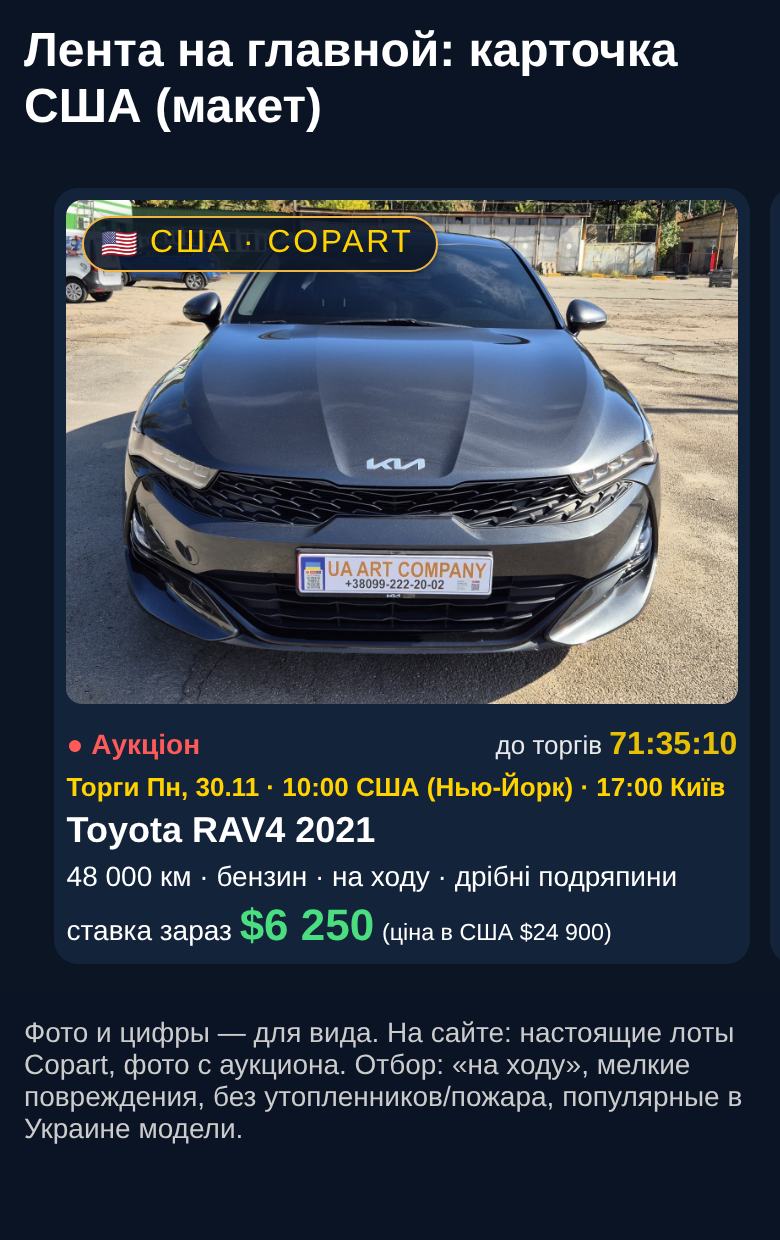 Лента на главной: карточка
США (макет)
США · COPART
KIA
UA ART COMPANY
+38099-222-20-02
● Аукціон
до торгів 71:35:10
Торги Пн, 30.11 · 10:00 США (Нью-Йорк) · 17:00 Київ
Toyota RAV4 2021
48 000 км · бензин · на ходу · дрібні подряпини
ставка зараз $6 250 (ціна в США $24 900)
Фото и цифры — для вида. На сайте: настоящие лоты
Copart, фото с аукциона. Отбор: «на ходу», мелкие
повреждения, без утопленников/пожара, популярные в
Украине модели.